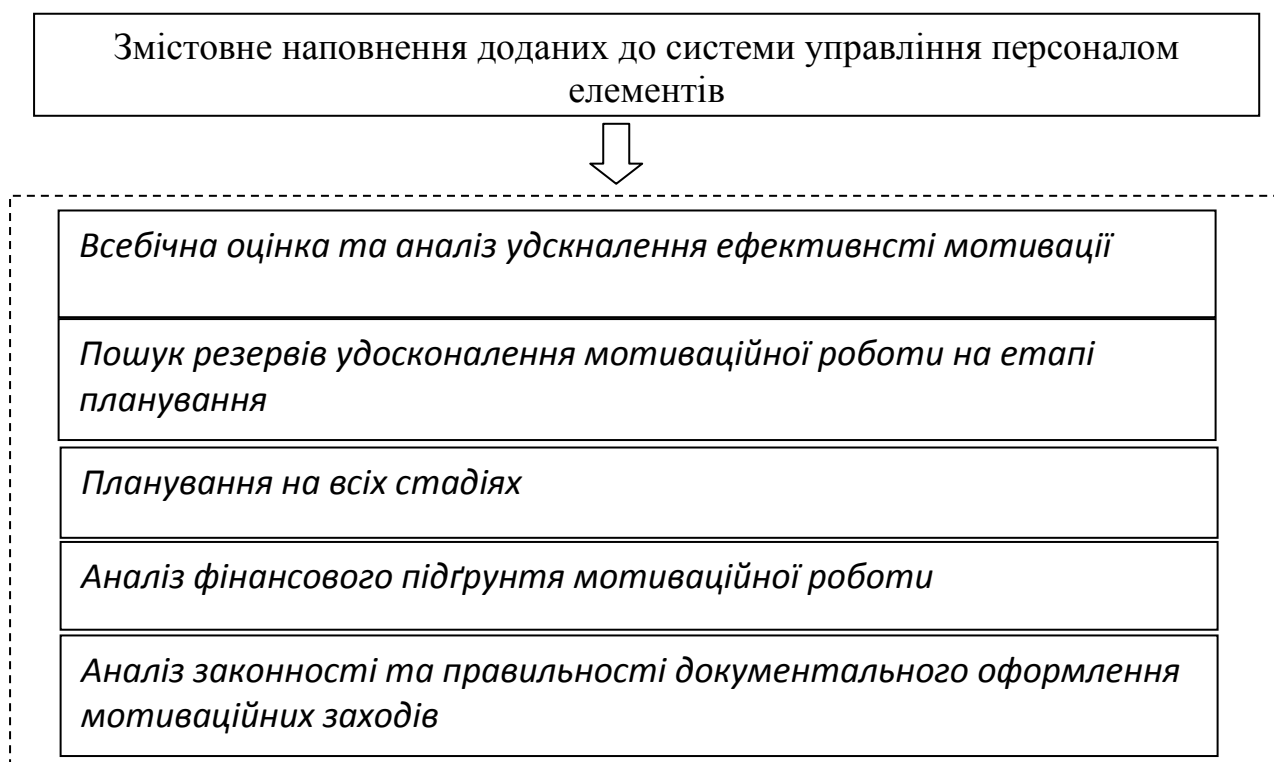 Змістовне наповнення доданих до системи управління персоналом
елементів
Всебічна оцінка та аналіз удскналення ефективнсті мотивації
Пошук резервів удосконалення мотиваційної роботи на етапі
планування
Планування на всіх стадіях
Аналіз фінансового підґрунтя мотиваційної роботи
Аналіз законності та правильності документального оформлення
мотиваційних заходів